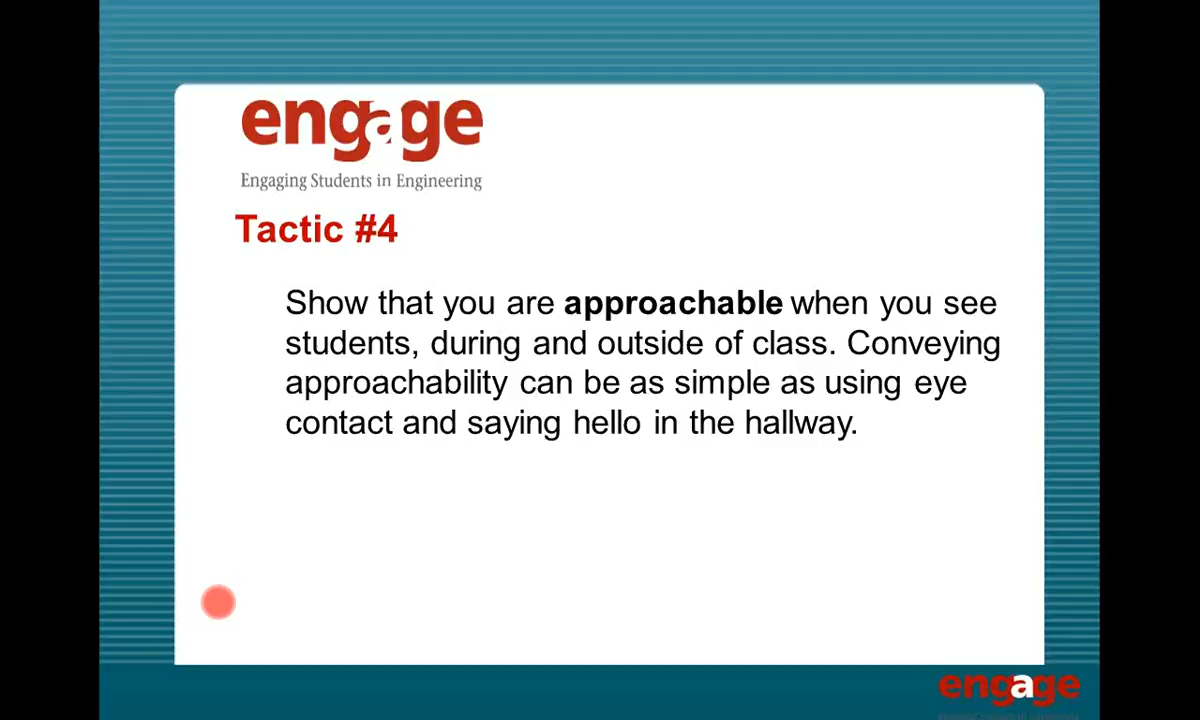 engage
Engaging Students in Engineering
Tactic #4
Show that you are approachable when you see
students, during and outside of class. Conveying
approachability can be as simple as using eye
contact and saying hello in the hallway.
engage